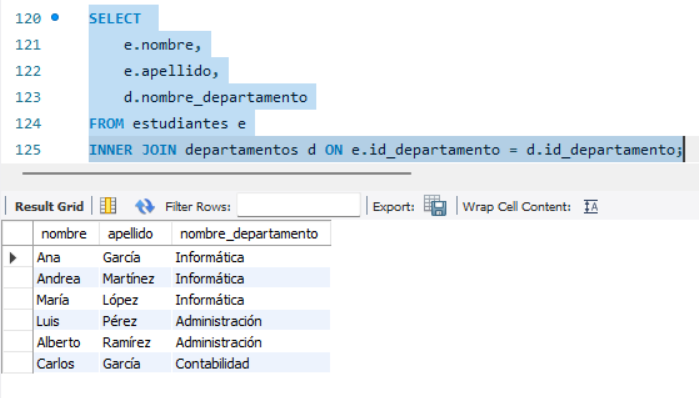 120 SELECT
121 e.nombre,
122 e.apellido,
123 d.nombre_departamento
124 FROM estudiantes e
125 INNER JOIN departamentos d ON e.id_departamento = d.id_departamento;
Result Grid Filter Rows: Export: Wrap Cell Content:
nombre apellido nombre_departamento
Ana García Informática
Andrea Martínez Informática
María López Informática
Luis Pérez Administración
Alberto Ramírez Administración
Carlos García Contabilidad